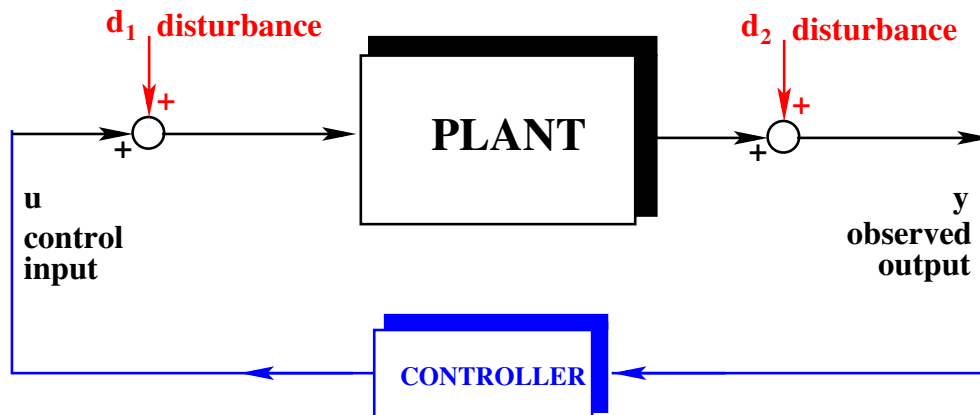 d1 disturbance
d2 disturbance
+
+
PLANT
+
+
u
control
input
y
observed
output
CONTROLLER